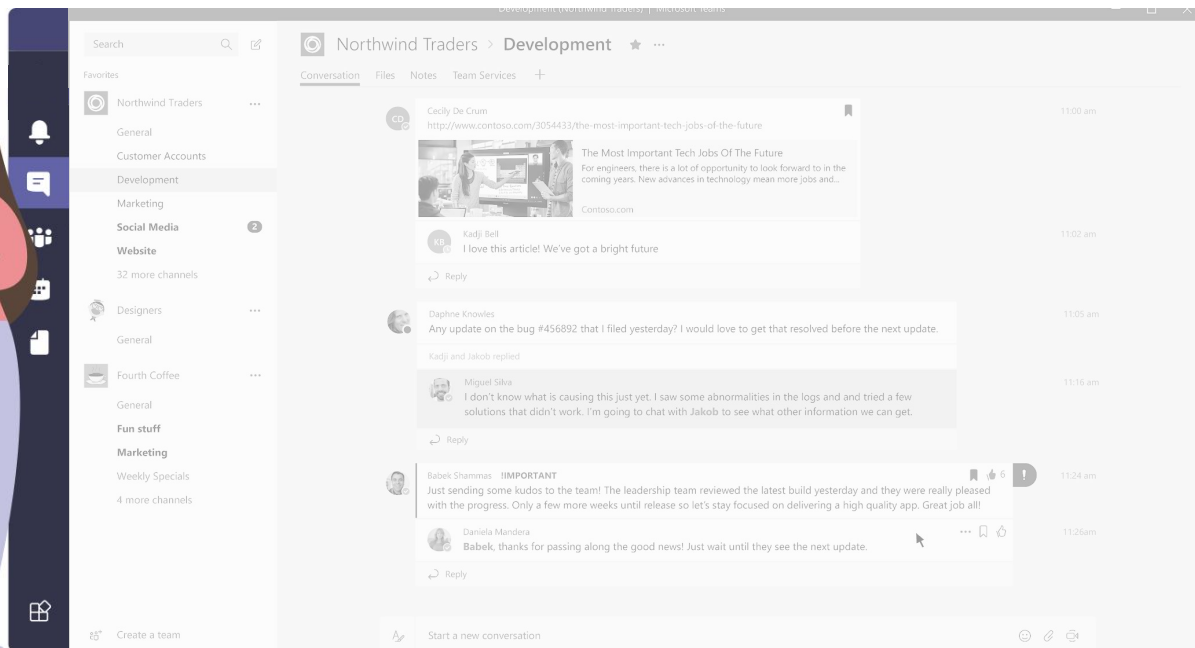 Development (Northwind Traders) | Microsoft Teams
Search
Favorites
Northwind Traders
General
Customer Accounts
Development
Marketing
Social Media 2
Website
32 more channels
Designers
General
Fourth Coffee
General
Fun stuff
Marketing
Weekly Specials
4 more channels
Create a team
Northwind Traders > Development
Conversation Files Notes Team Services
CD
Cecily De Crum 11:00 am
http://www.contoso.com/3054433/the-most-important-tech-jobs-of-the-future
The Most Important Tech Jobs Of The Future
For engineers, there is a lot of opportunity to look forward to in the
coming years. New advances in technology mean more jobs and...
Contoso.com
KB
Kadji Bell 11:02 am
I love this article! We've got a bright future
Reply
Daphne Knowles 11:05 am
Any update on the bug #456892 that I filed yesterday? I would love to get that resolved before the next update.
Kadji and Jakob replied
Miguel Silva 11:16 am
I don't know what is causing this just yet. I saw some abnormalities in the logs and and tried a few
solutions that didn't work. I'm going to chat with Jakob to see what other information we can get.
Reply
Babek Shammas !IMPORTANT 6 ! 11:24 am
Just sending some kudos to the team! The leadership team reviewed the latest build yesterday and they were really pleased
with the progress. Only a few more weeks until release so let's stay focused on delivering a high quality app. Great job all!
Daniela Mandera 11:26am
Babek, thanks for passing along the good news! Just wait until they see the next update.
Reply
Start a new conversation